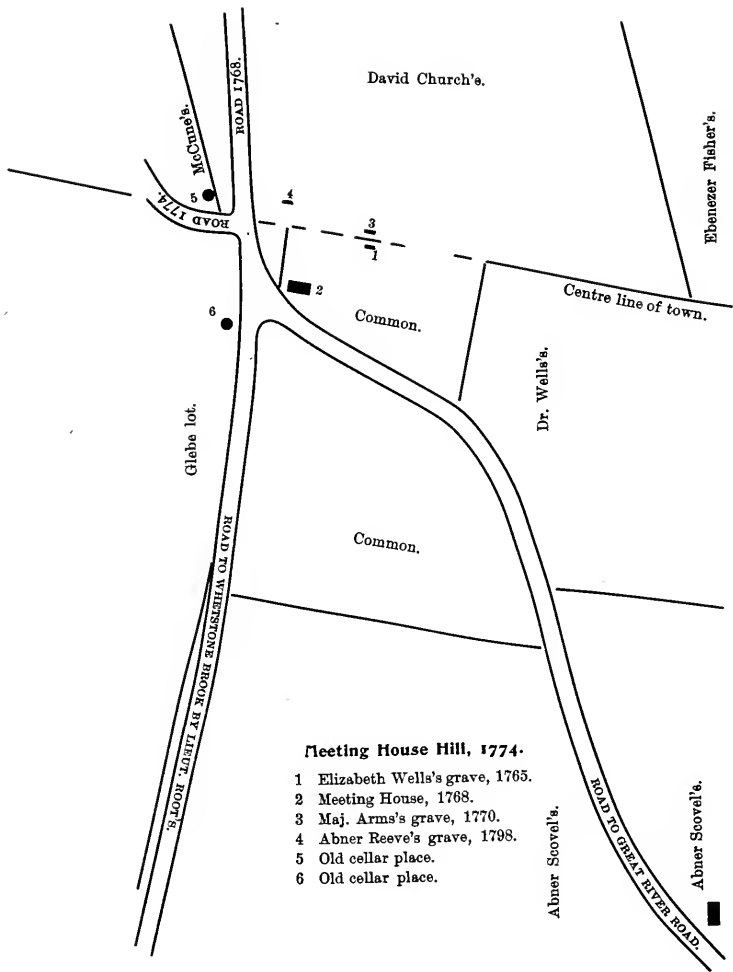 David Church's.
ROAD 1768.
McCune's.
Ebenezer Fisher's.
5
ROAD 1774.
4
3
1
2
Centre line of town.
Common.
6
Dr. Wells's.
Glebe lot.
Common.
ROAD TO WHETSTONE BROOK BY LIEUT. ROOT'S.
Meeting House Hill, 1774.
1 Elizabeth Wells's grave, 1765.
2 Meeting House, 1768.
3 Maj. Arms's grave, 1770.
4 Abner Reeve's grave, 1798.
5 Old cellar place.
6 Old cellar place.
Abner Scovel's.
ROAD TO GREAT RIVER ROAD.
Abner Scovel's.